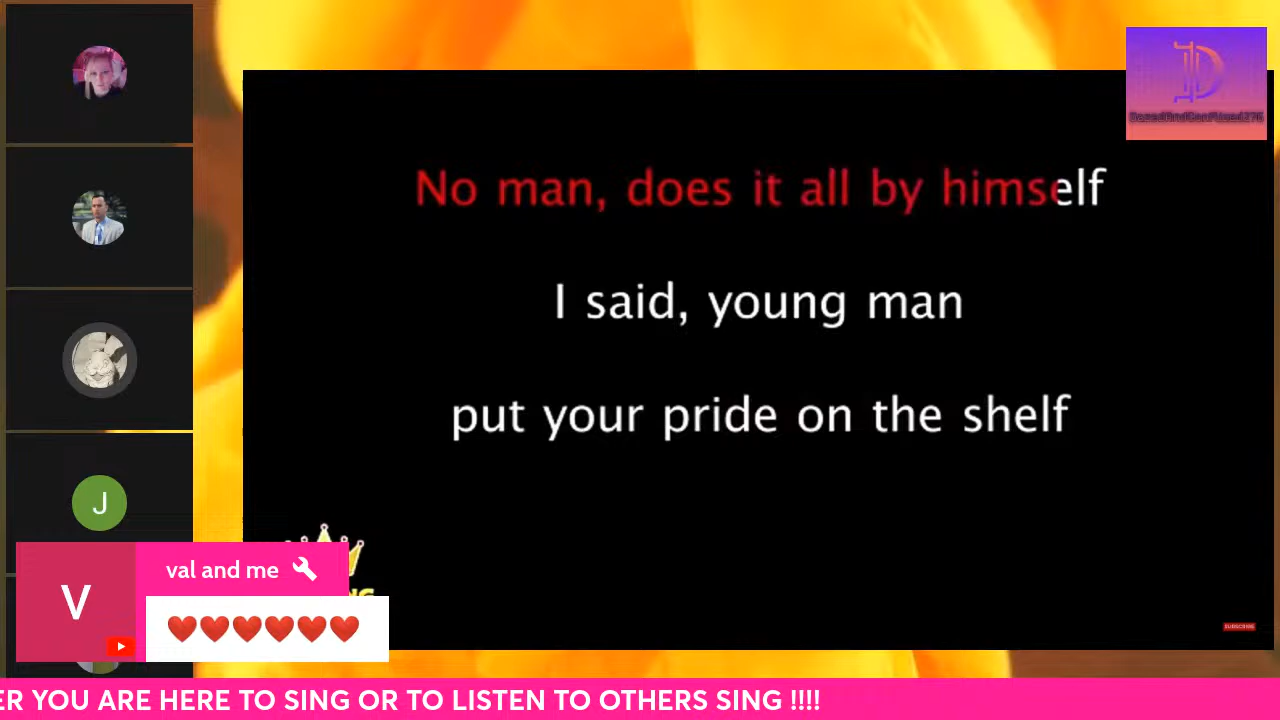 No man, does it all by himself
I said, young man
put your pride on the shelf
J
V
val and me
❤️❤️❤️❤️❤️❤️
SUBSCRIBE
ER YOU ARE HERE TO SING OR TO LISTEN TO OTHERS SING !!!!